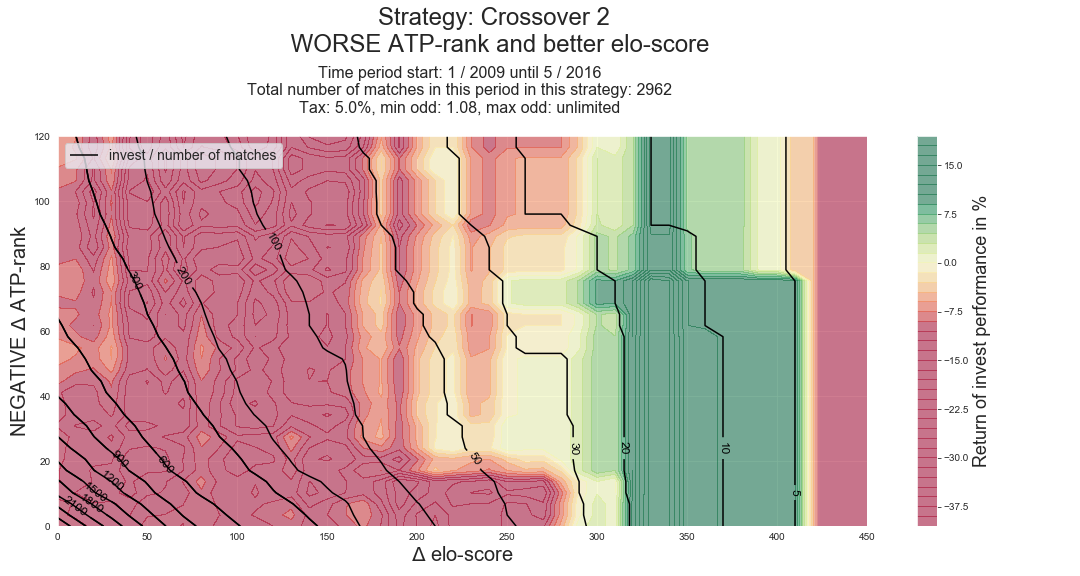 Strategy: Crossover 2
WORSE ATP-rank and better elo-score
Time period start: 1 / 2009 until 5 / 2016
Total number of matches in this period in this strategy: 2962
Tax: 5.0%, min odd: 1.08, max odd: unlimited
invest / number of matches
NEGATIVE Δ ATP-rank
120
100
80
60
40
20
0
0 50 100 150 200 250 300 350 400 450
Δ elo-score
100
200
300
900
600
1200
1500
1800
2100
50
30
20
10
5
15.0
7.5
0.0
-7.5
-15.0
-22.5
-30.0
-37.5
Return of invest performance in %